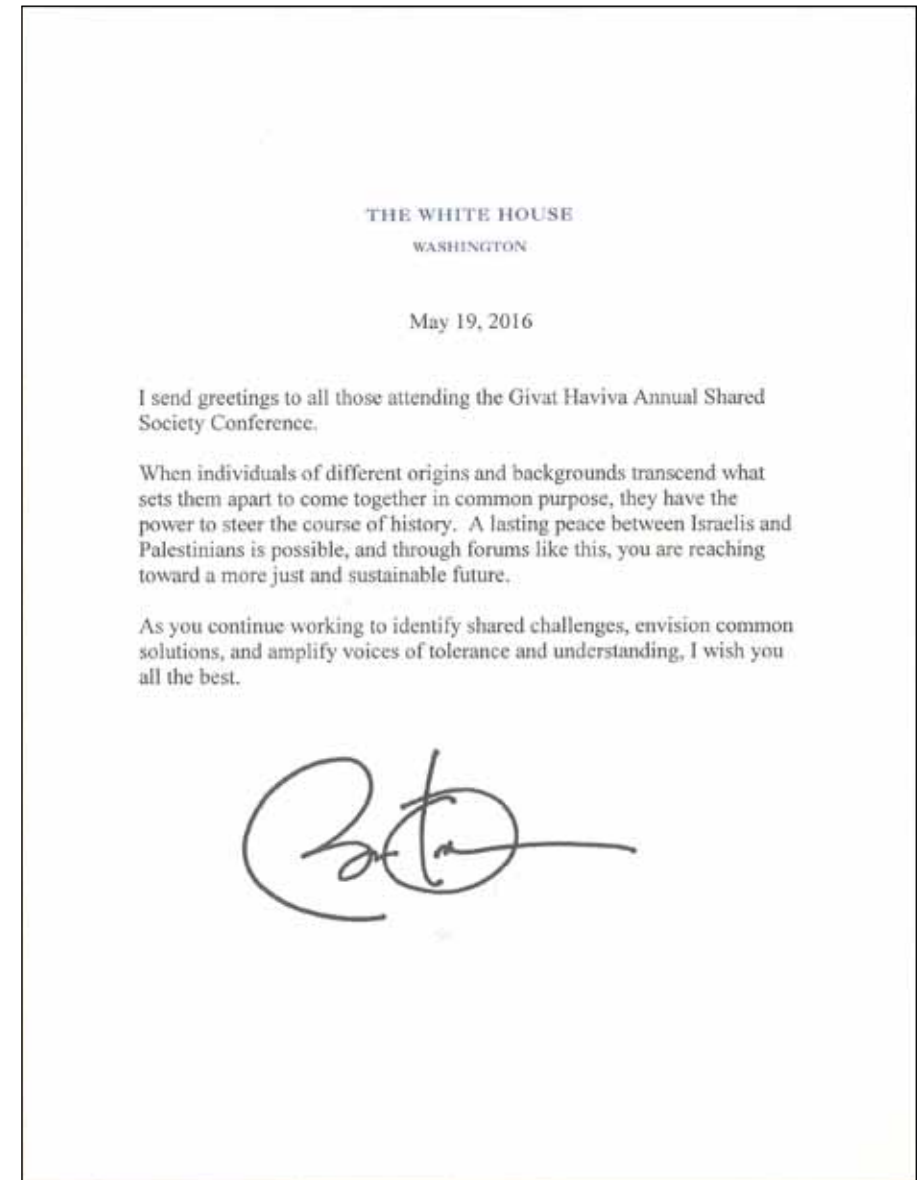 THE WHITE HOUSE
WASHINGTON
May 19, 2016
I send greetings to all those attending the Givat Haviva Annual Shared
Society Conference.
When individuals of different origins and backgrounds transcend what
sets them apart to come together in common purpose, they have the
power to steer the course of history.  A lasting peace between Israelis and
Palestinians is possible, and through forums like this, you are reaching
toward a more just and sustainable future.
As you continue working to identify shared challenges, envision common
solutions, and amplify voices of tolerance and understanding, I wish you
all the best.